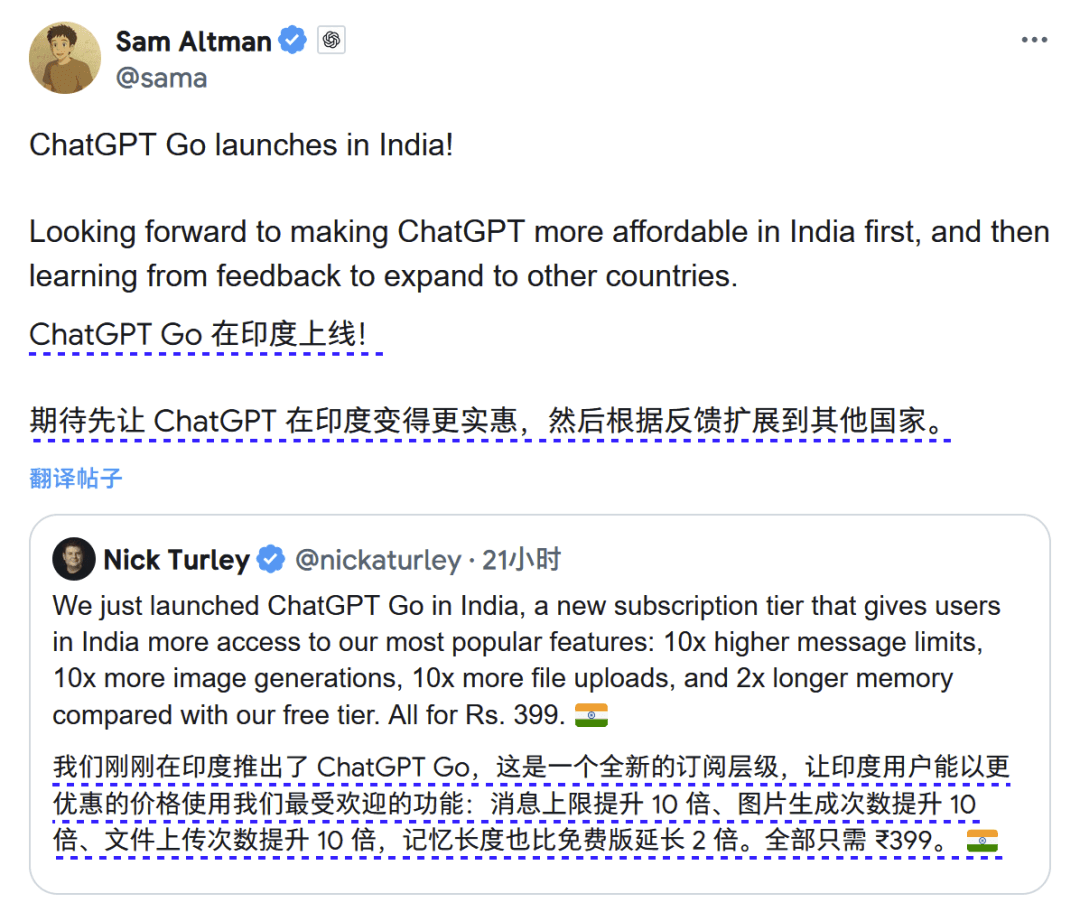 Sam Altman
@sama
ChatGPT Go launches in India!
Looking forward to making ChatGPT more affordable in India first, and then
learning from feedback to expand to other countries.
ChatGPT Go 在印度上线！
期待先让 ChatGPT 在印度变得更实惠，然后根据反馈扩展到其他国家。
翻译帖子
Nick Turley @nickaturley · 21小时
We just launched ChatGPT Go in India, a new subscription tier that gives users
in India more access to our most popular features: 10x higher message limits,
10x more image generations, 10x more file uploads, and 2x longer memory
compared with our free tier. All for Rs. 399. 🇮🇳
我们刚刚在印度推出了 ChatGPT Go，这是一个全新的订阅层级，让印度用户能以更
优惠的价格使用我们最受欢迎的功能：消息上限提升 10 倍、图片生成次数提升 10
倍、文件上传次数提升 10 倍，记忆长度也比免费版延长 2 倍。全部只需 ₹399。 🇮🇳